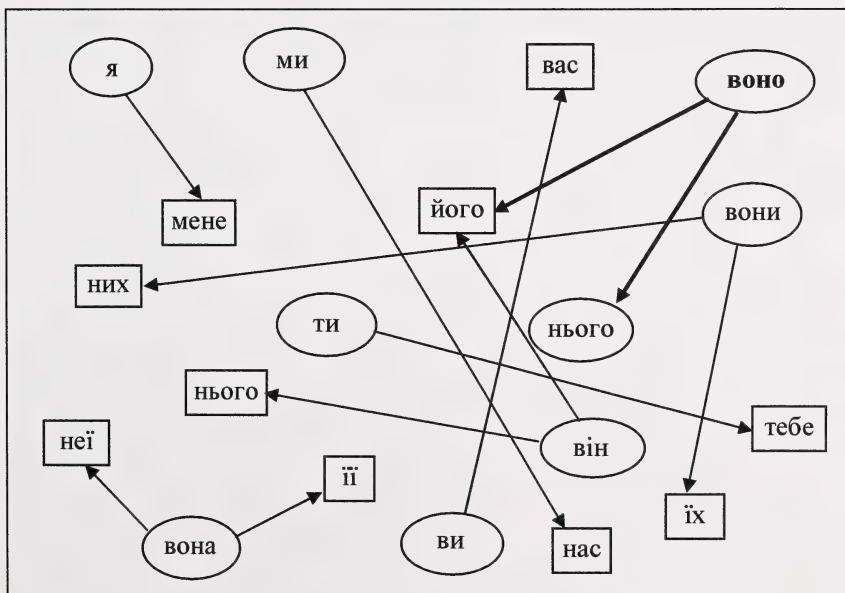 я
ми
вас
воно
мене
його
вони
них
ти
нього
нього
неї
її
він
тебе
вона
ви
нас
їх